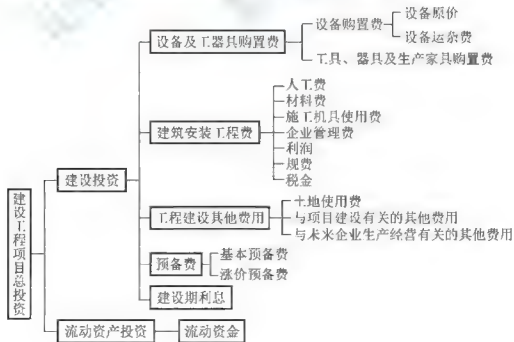 建设工程项目总投资
建设投资
设备及工器具购置费
设备购置费
设备原价
设备运杂费
工具、器具及生产家具购置费
建筑安装工程费
人工费
材料费
施工机具使用费
企业管理费
利润
规费
税金
工程建设其他费用
土地使用费
与项目建设有关的其他费用
与未来企业生产经营有关的其他费用
预备费
基本预备费
涨价预备费
建设期利息
流动资产投资
流动资金